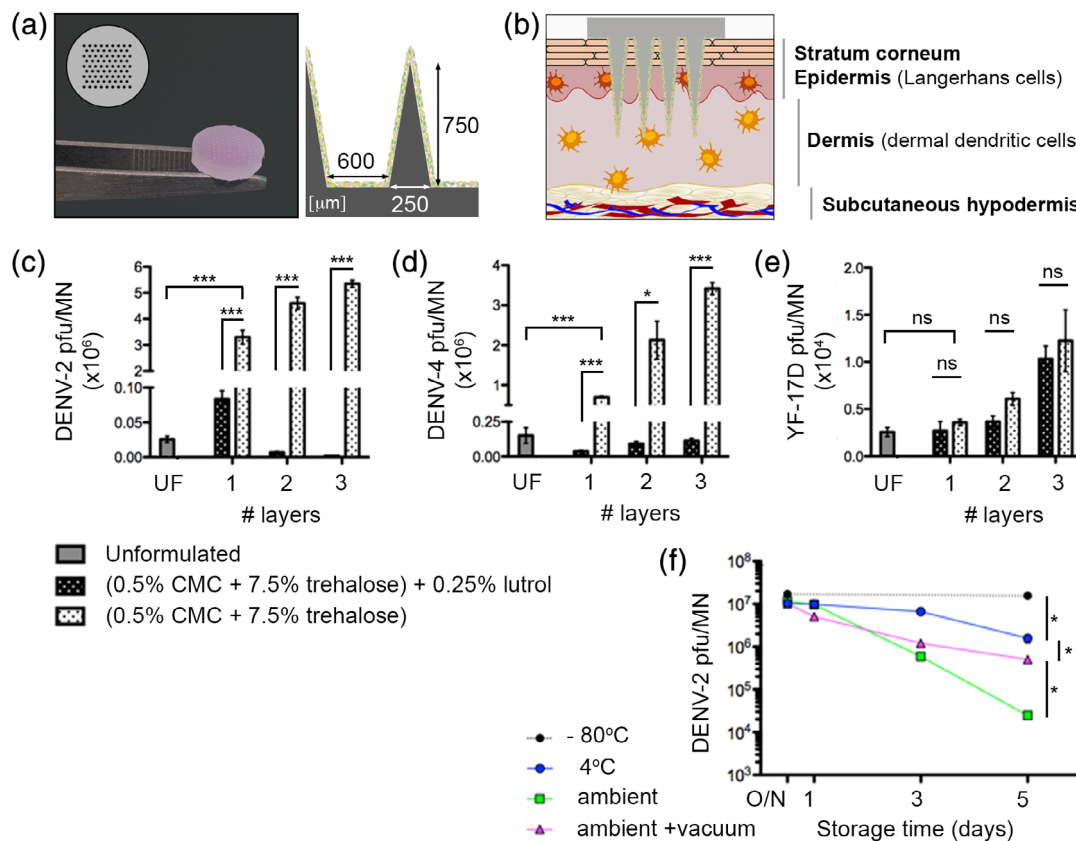 (a)
750
600
[µm]
250
(b)
Stratum corneum
Epidermis (Langerhans cells)
Dermis (dermal dendritic cells
Subcutaneous hypodermis
(c)
DENV-2 pfu/MN
(x10⁶)
6
5
4
3
2
0.10
0.05
0.00
***
***
***
***
UF
1
2
3
# layers
(d)
DENV-4 pfu/MN
(x10⁶)
4
2
0.25
0.00
***
***
*
***
UF
1
2
3
# layers
(e)
YF-17D pfu/MN
(x10⁴)
2.0
1.5
1.0
0.5
0.0
ns
ns
ns
ns
UF
1
2
3
# layers
Unformulated
(0.5% CMC + 7.5% trehalose) + 0.25% lutrol
(0.5% CMC + 7.5% trehalose)
(f)
DENV-2 pfu/MN
10⁸
10⁷
10⁶
10⁵
10⁴
10³
*
*
*
O/N
1
3
5
Storage time (days)
- 80°C
4°C
ambient
ambient +vacuum